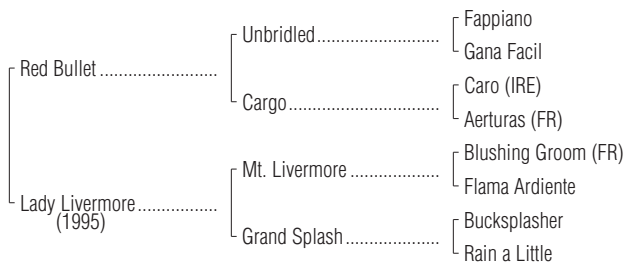 Fappiano
Unbridled
Gana Facil
Red Bullet
Caro (IRE)
Cargo
Aerturas (FR)
Blushing Groom (FR)
Mt. Livermore
Flama Ardiente
Lady Livermore
(1995)
Bucksplasher
Grand Splash
Rain a Little